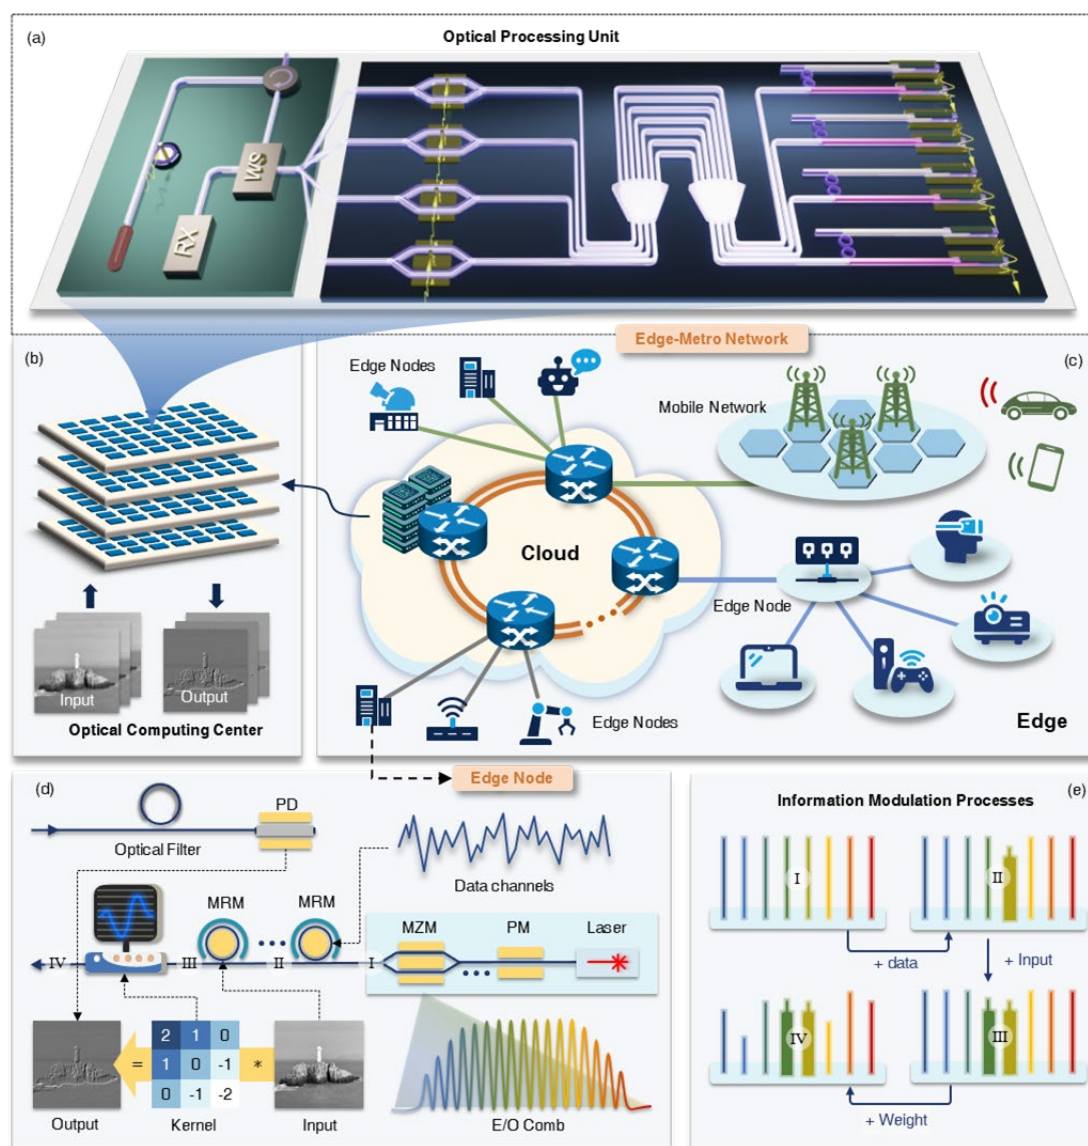 (a)
Optical Processing Unit
SM
RX
(b)
Input
Output
Optical Computing Center
Edge-Metro Network
(c)
Edge Nodes
Mobile Network
Cloud
Edge Node
Edge Nodes
Edge
(d)
Edge Node
PD
Optical Filter
Data channels
MRM
MRM
MZM
PM
Laser
IV
III
II
I
2 1 0
= 1 0 -1 *
0 -1 -2
Output
Kernel
Input
E/O Comb
(e)
Information Modulation Processes
I
II
+ data
+ Input
IV
III
+ Weight